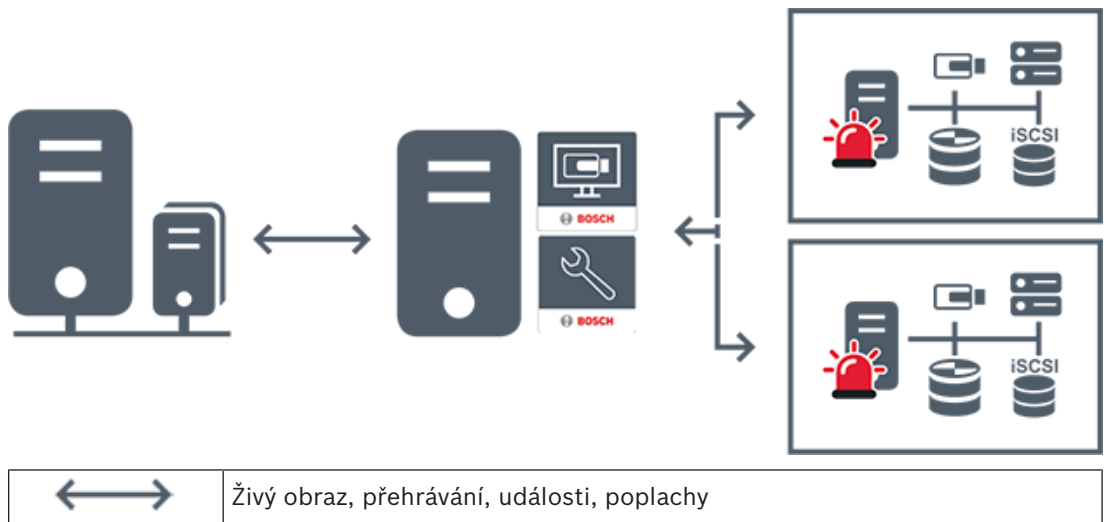 iSCSI
BOSCH
BOSCH
iSCSI
Živý obraz, přehrávání, události, poplachy